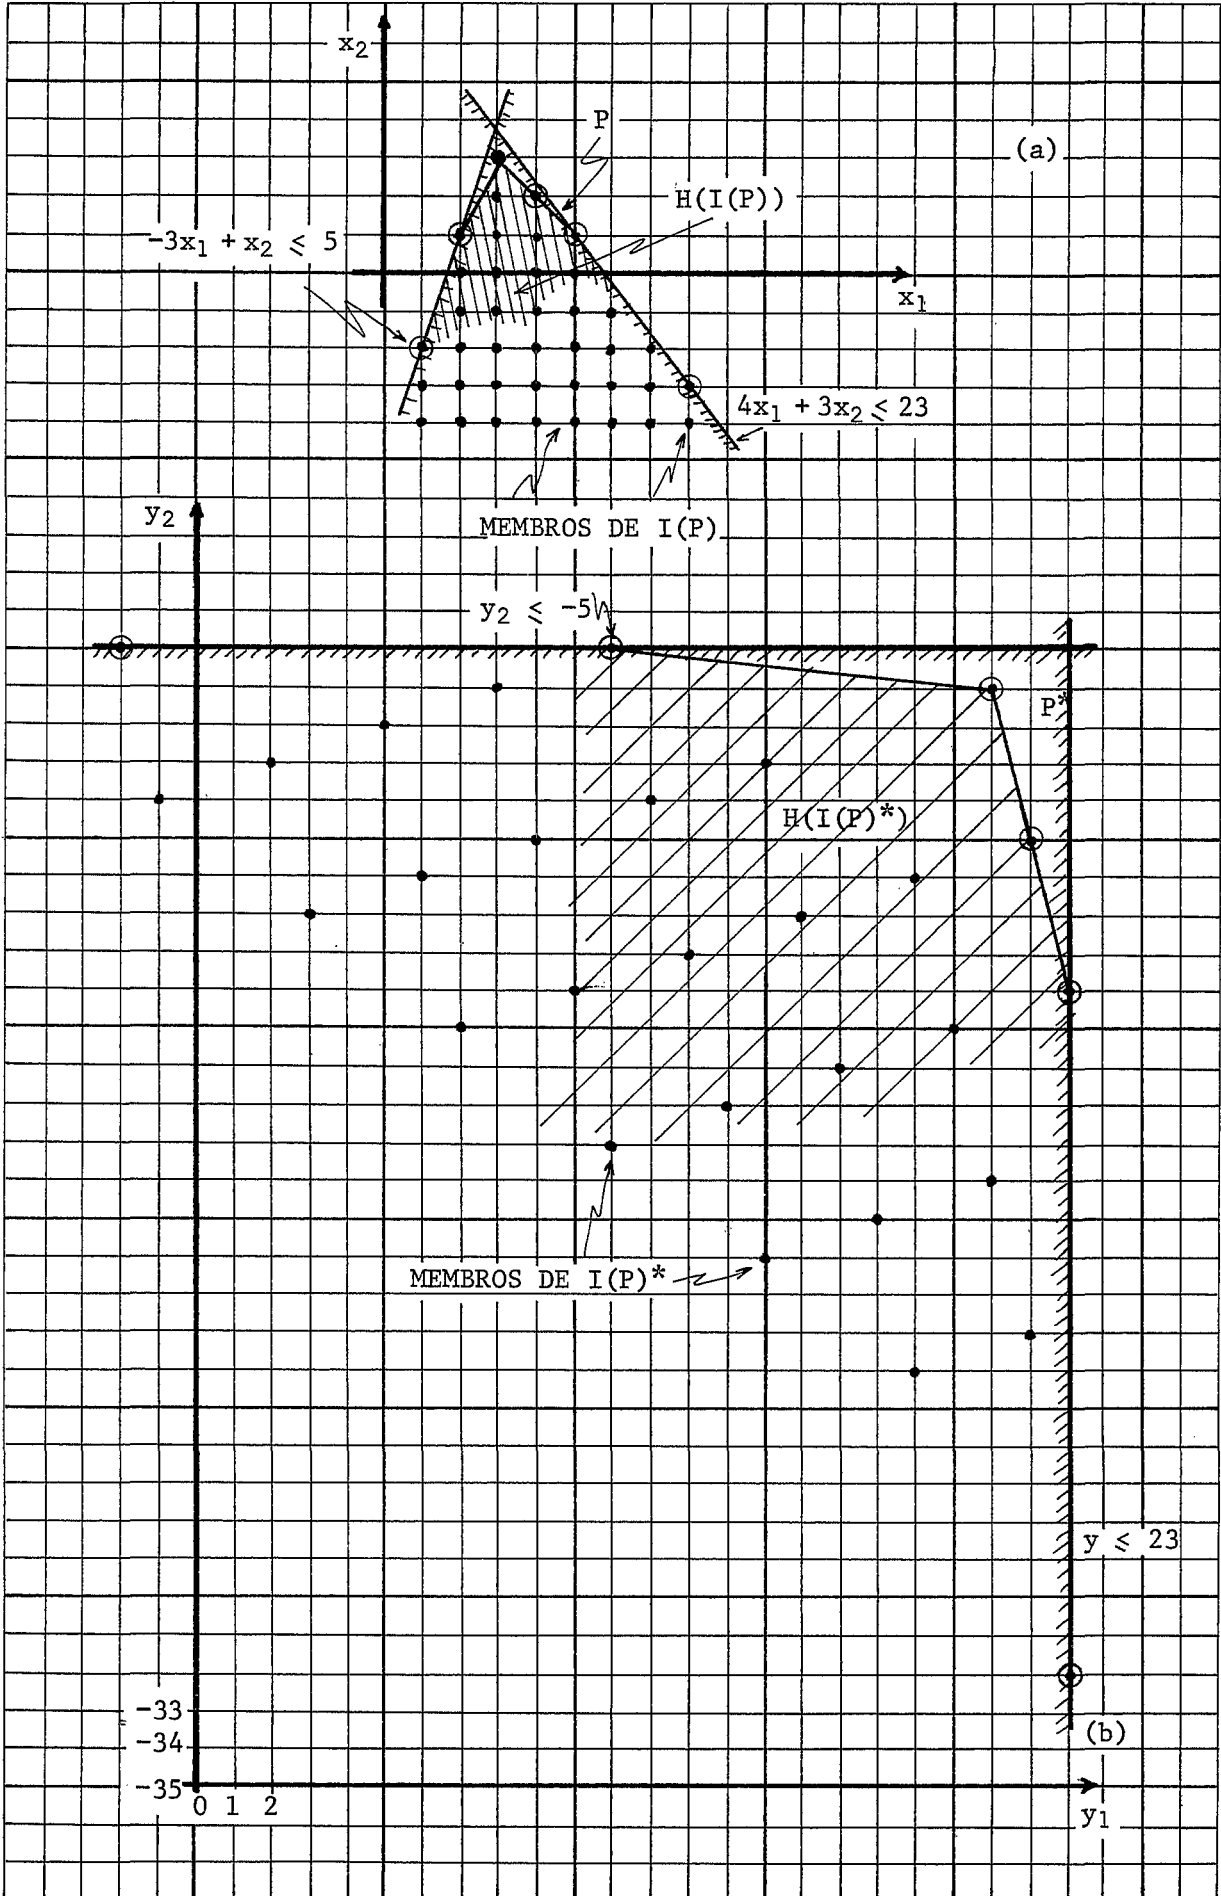 x₂
P
(a)
H(I(P))
-3x₁ + x₂ ⩽ 5
x₁
4x₁ + 3x₂ ⩽ 23
y₂
MEMBROS DE I(P)
y₂ ⩽ -5
P*
H(I(P)*)
MEMBROS DE I(P)*
y ⩽ 23
-33
(b)
-34
-35
0 1 2
y₁